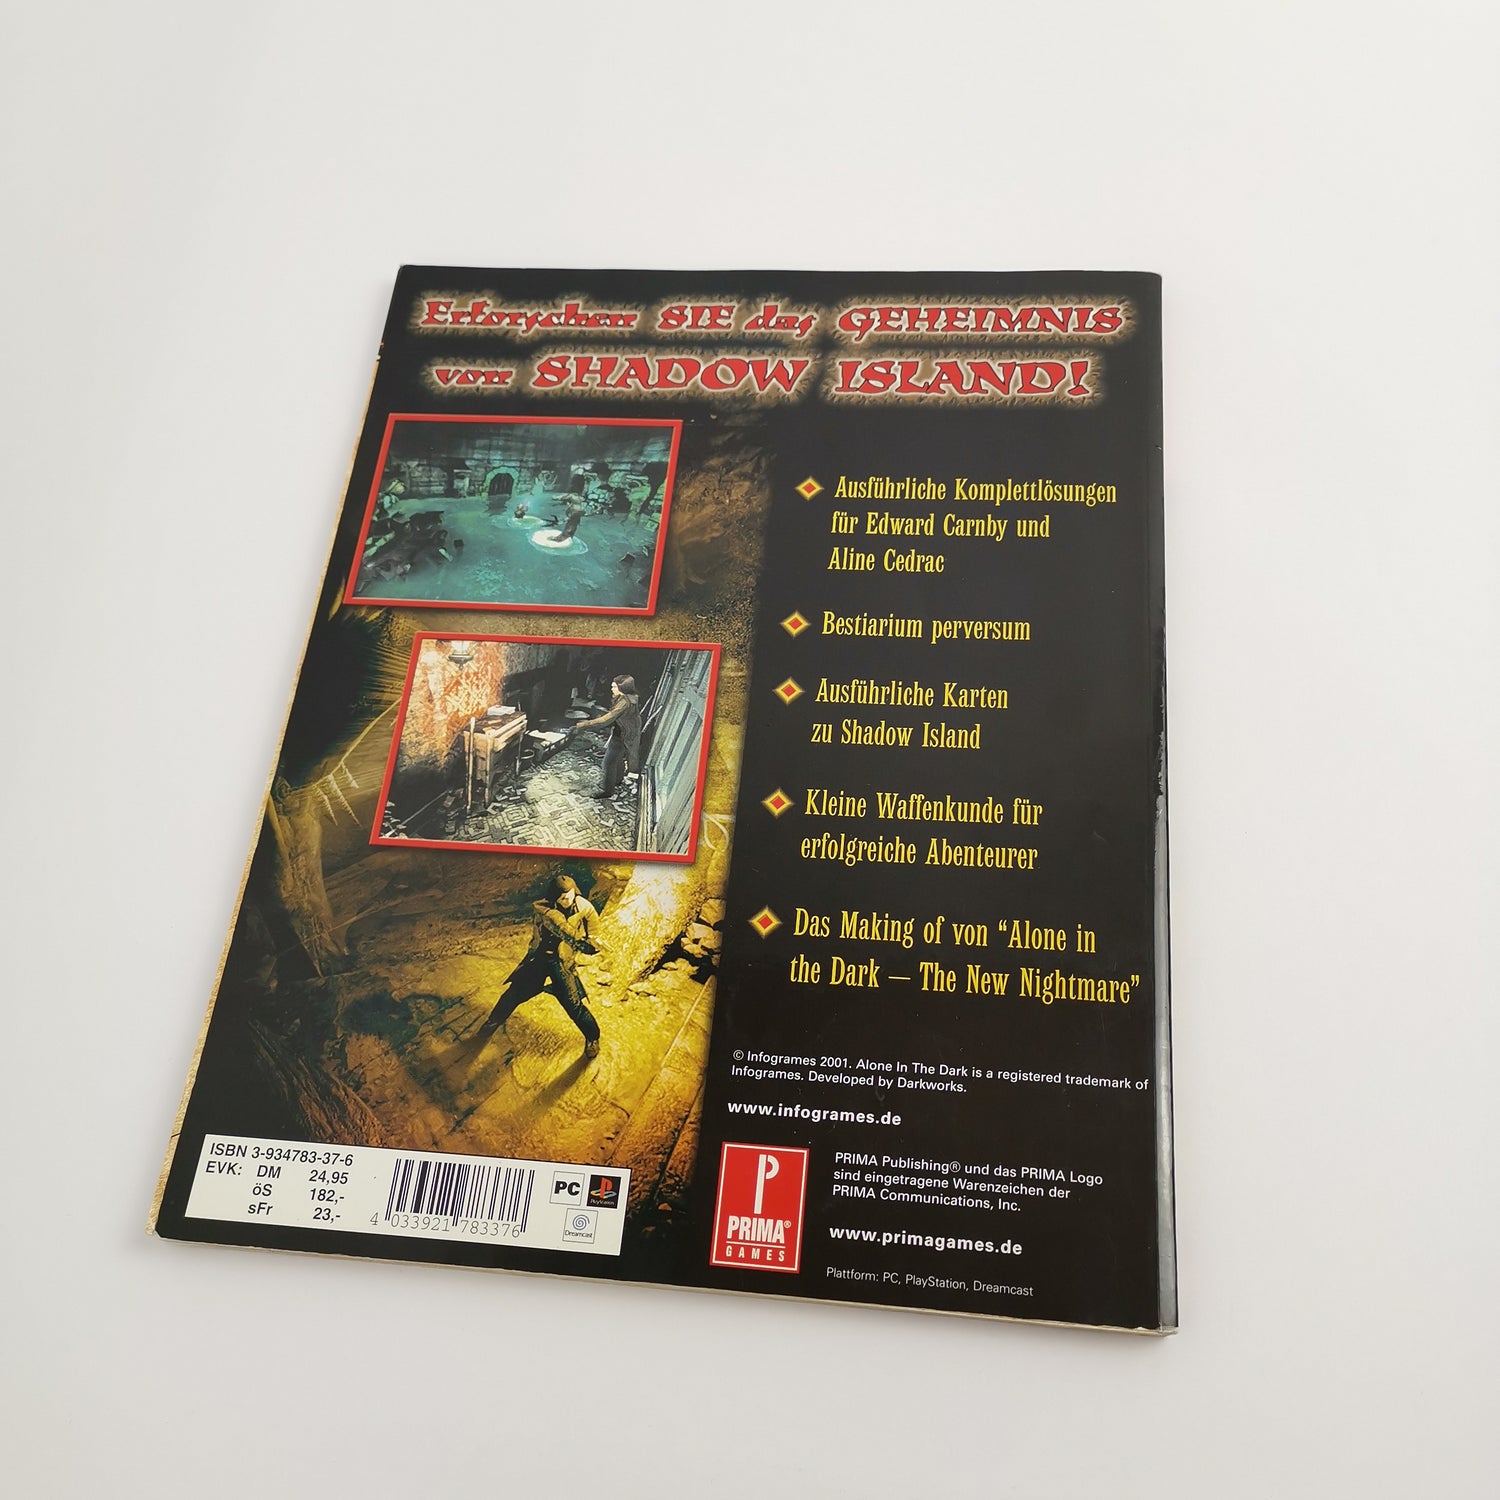 Erforschen SIE das GEHEIMNIS
von SHADOW ISLAND!
Ausführliche Komplettlösungen
für Edward Carnby und
Aline Cedrac
Bestiarium perversum
Ausführliche Karten
zu Shadow Island
Kleine Waffenkunde für
erfolgreiche Abenteurer
Das Making of von “Alone in
the Dark – The New Nightmare”
© Infogrames 2001. Alone In The Dark is a registered trademark of
Infogrames. Developed by Darkworks.
www.infogrames.de
ISBN 3-934783-37-6
EVK: DM 24,95
öS 182,-
sFr 23,-
4 033921 783376
PC
PlayStation
Dreamcast
PRIMA®
GAMES
PRIMA Publishing® und das PRIMA Logo
sind eingetragene Warenzeichen der
PRIMA Communications, Inc.
www.primagames.de
Plattform: PC, PlayStation, Dreamcast